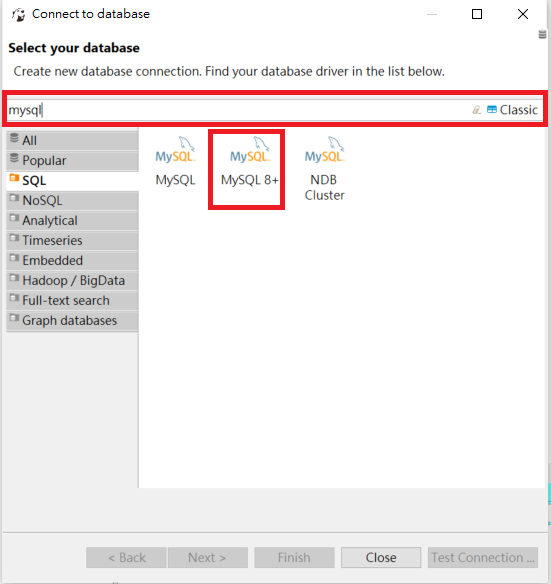 Connect to database
Select your database
Create new database connection. Find your database driver in the list below.
mysql
Classic
All
Popular
SQL
NoSQL
Analytical
Timeseries
Embedded
Hadoop / BigData
Full-text search
Graph databases
MySQL
MySQL
MySQL
MySQL
MySQL 8+
NDB
Cluster
< Back
Next >
Finish
Close
Test Connection ...